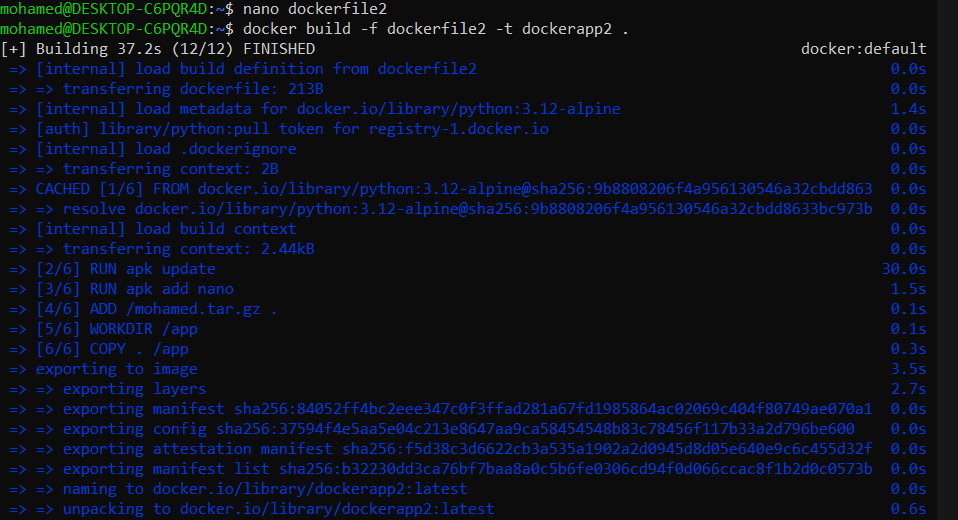 mohamed@DESKTOP-C6PQR4D:~$ nano dockerfile2
mohamed@DESKTOP-C6PQR4D:~$ docker build -f dockerfile2 -t dockerapp2 .
[+] Building 37.2s (12/12) FINISHED docker:default
=> [internal] load build definition from dockerfile2 0.0s
=> => transferring dockerfile: 213B 0.0s
=> [internal] load metadata for docker.io/library/python:3.12-alpine 1.4s
=> [auth] library/python:pull token for registry-1.docker.io 0.0s
=> [internal] load .dockerignore 0.0s
=> => transferring context: 2B 0.0s
=> CACHED [1/6] FROM docker.io/library/python:3.12-alpine@sha256:9b8808206f4a956130546a32cbdd863 0.0s
=> => resolve docker.io/library/python:3.12-alpine@sha256:9b8808206f4a956130546a32cbdd8633bc973b 0.0s
=> [internal] load build context 0.0s
=> => transferring context: 2.44kB 0.0s
=> [2/6] RUN apk update 30.0s
=> [3/6] RUN apk add nano 1.5s
=> [4/6] ADD /mohamed.tar.gz . 0.1s
=> [5/6] WORKDIR /app 0.1s
=> [6/6] COPY . /app 0.3s
=> exporting to image 3.5s
=> => exporting layers 2.7s
=> => exporting manifest sha256:84052ff4bc2eee347c0f3ffad281a67fd1985864ac02069c404f80749ae070a1 0.0s
=> => exporting config sha256:37594f4e5aa5e04c213e8647aa9ca58454548b83c78456f117b33a2d796be600 0.0s
=> => exporting attestation manifest sha256:f5d38c3d6622cb3a535a1902a2d0945d8d05e640e9c6c455d32f 0.0s
=> => exporting manifest list sha256:b32230dd3ca76bf7baa8a0c5b6fe0306cd94f0d066ccac8f1b2d0c0573b 0.0s
=> => naming to docker.io/library/dockerapp2:latest 0.0s
=> => unpacking to docker.io/library/dockerapp2:latest 0.6s